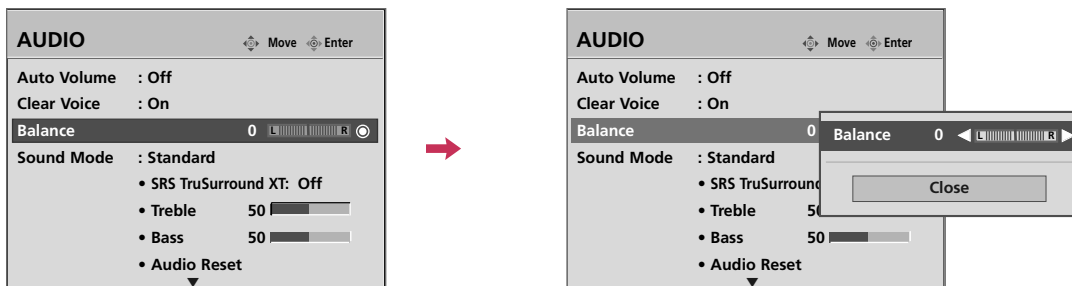 AUDIO Move Enter
Auto Volume : Off
Clear Voice : On
Balance 0 L R
Sound Mode : Standard
• SRS TruSurround XT: Off
• Treble 50
• Bass 50
• Audio Reset
AUDIO Move Enter
Auto Volume : Off
Clear Voice : On
Balance 0
Sound Mode : Standard
• SRS TruSurround
• Treble 50
• Bass 50
• Audio Reset
Balance 0 L R
Close